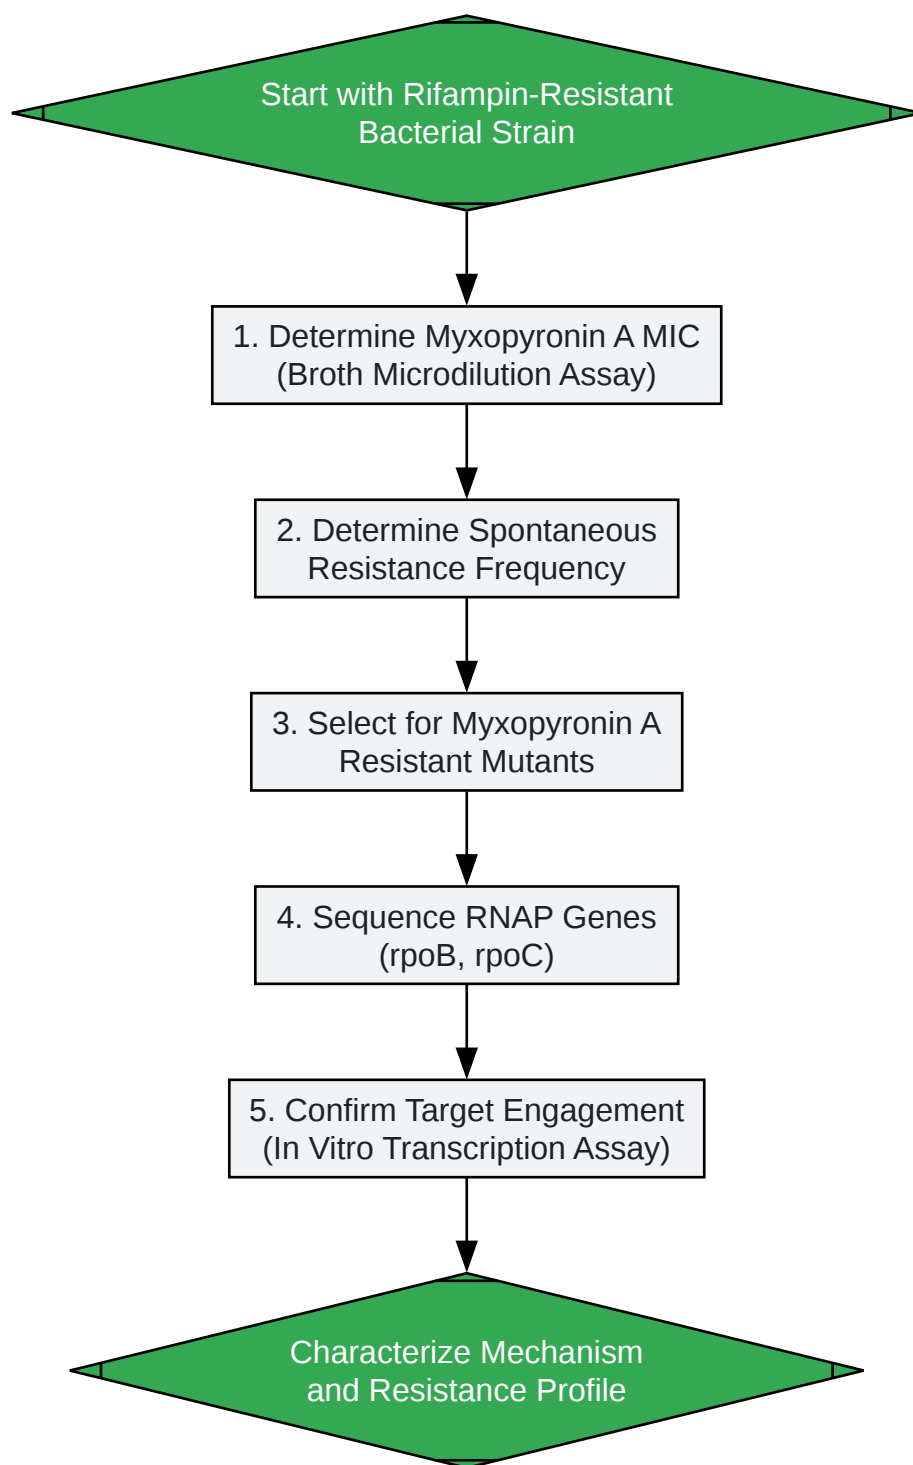 Start with Rifampin-Resistant
Bacterial Strain
1. Determine Myxopyronin A MIC
(Broth Microdilution Assay)
2. Determine Spontaneous
Resistance Frequency
3. Select for Myxopyronin A
Resistant Mutants
4. Sequence RNAP Genes
(rpoB, rpoC)
5. Confirm Target Engagement
(In Vitro Transcription Assay)
Characterize Mechanism
and Resistance Profile